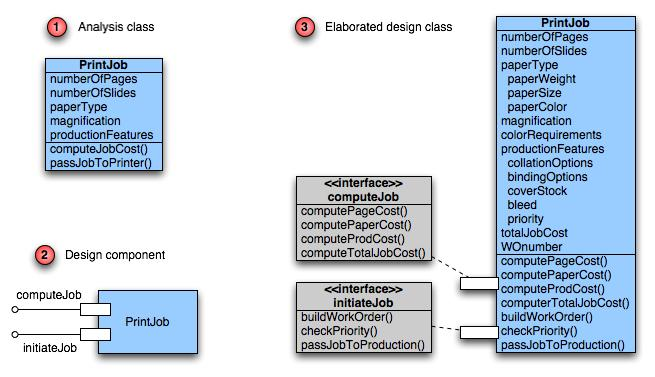 1 Analysis class
PrintJob
numberOfPages
numberOfSlides
paperType
magnification
productionFeatures
computeJobCost()
passJobToPrinter()
2 Design component
computeJob
PrintJob
initiateJob
3 Elaborated design class
<<interface>>
computeJob
computePageCost()
computePaperCost()
computeProdCost()
computeTotalJobCost()
<<interface>>
initiateJob
buildWorkOrder()
checkPriority()
passJobToProduction()
PrintJob
numberOfPages
numberOfSlides
paperType
paperWeight
paperSize
paperColor
magnification
colorRequirements
productionFeatures
collationOptions
bindingOptions
coverStock
bleed
priority
totalJobCost
WOnumber
computePageCost()
computePaperCost()
computeProdCost()
computerTotalJobCost()
buildWorkOrder()
checkPriority()
passJobToProduction()